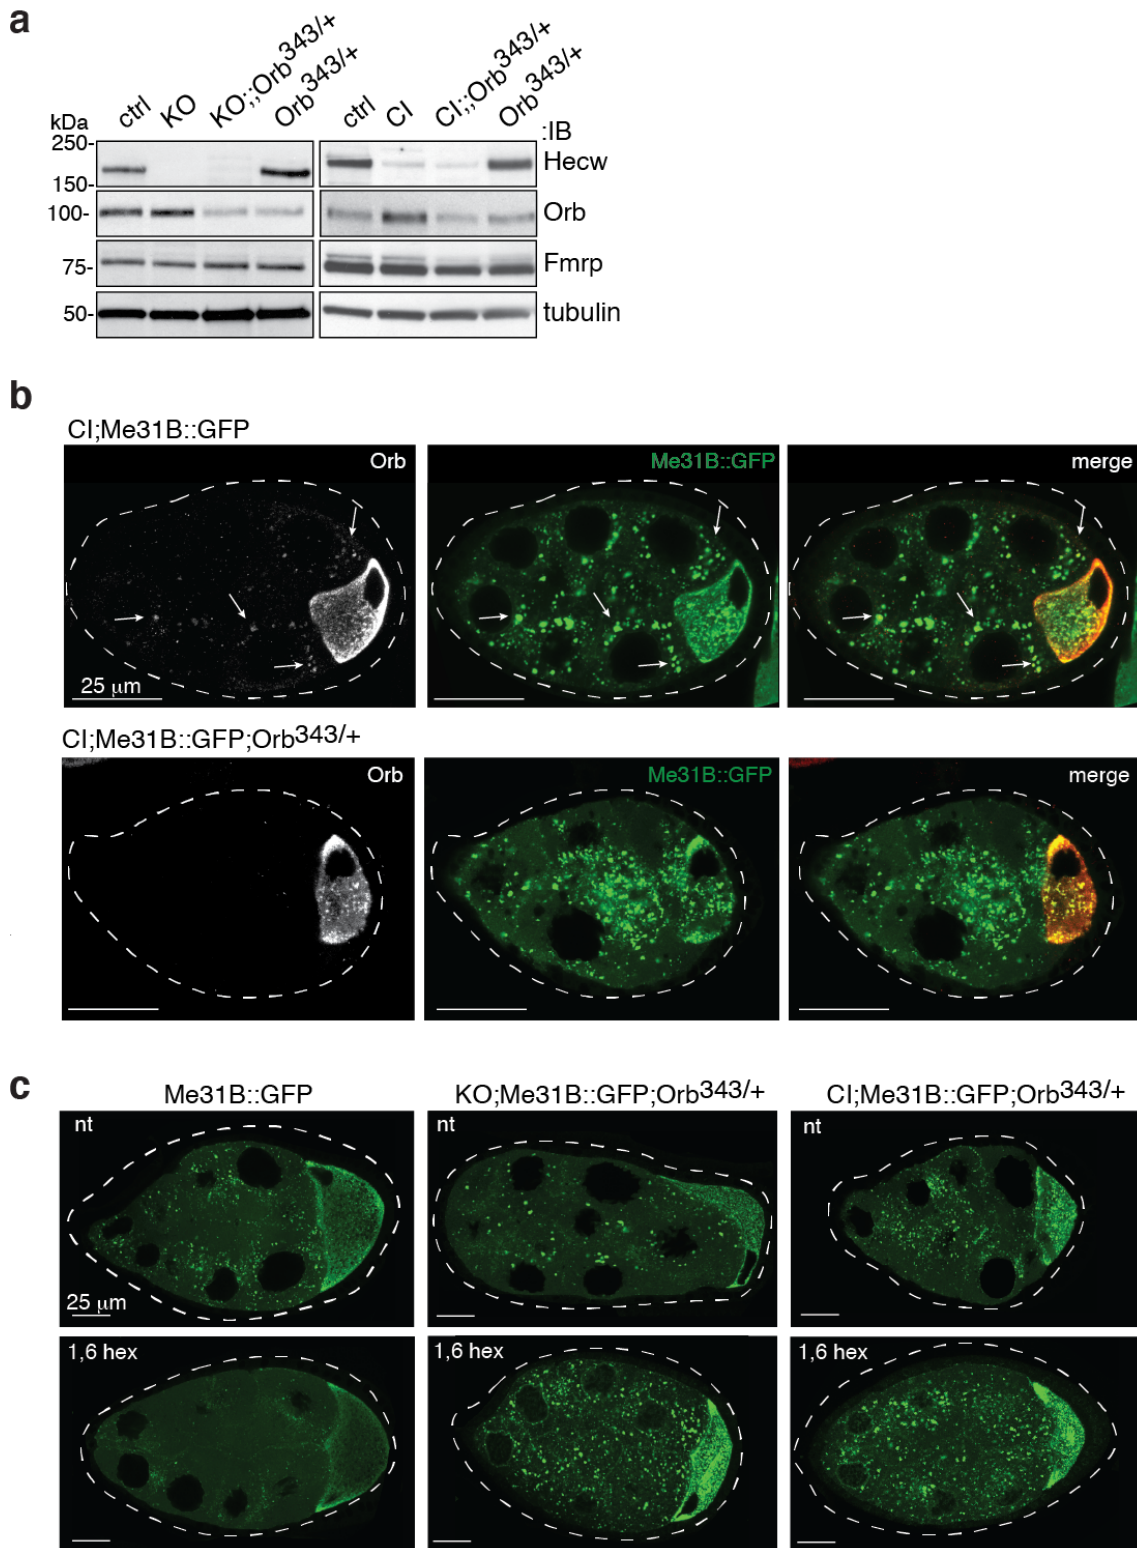 a
ctrl KO KO;;Orb343/+ Orb343/+ ctrl CI CI;;Orb343/+ Orb343/+
kDa :IB
250-
Hecw
150-
100- Orb
75- Fmrp
50- tubulin
b
CI;Me31B::GFP
Orb Me31B::GFP merge
25 μm
CI;Me31B::GFP;Orb343/+
Orb Me31B::GFP merge
c
Me31B::GFP KO;Me31B::GFP;Orb343/+ CI;Me31B::GFP;Orb343/+
nt nt nt
25 μm
1,6 hex 1,6 hex 1,6 hex